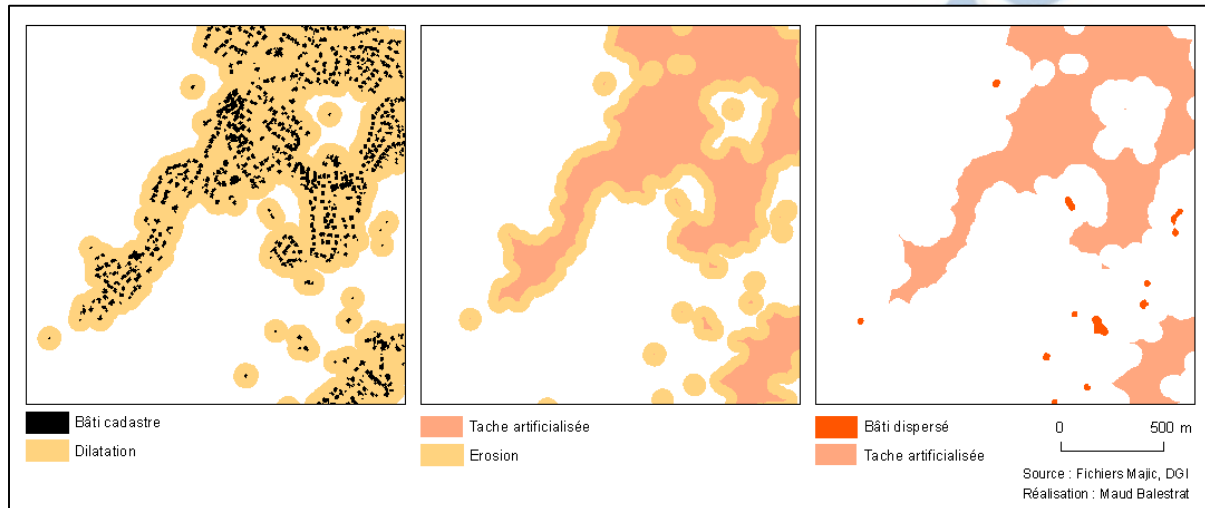 Bâti cadastre
Dilatation
Tache artificialisée
Erosion
Bâti dispersé
Tache artificialisée
0 500 m
Source : Fichiers Majic, DGI
Réalisation : Maud Balestrat